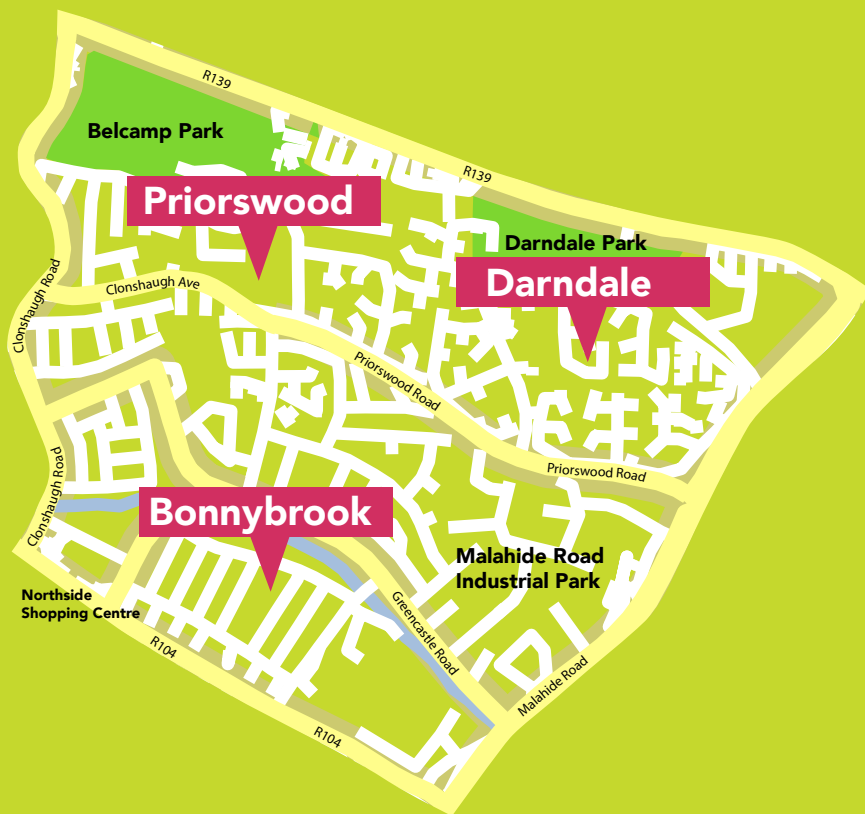 R139
Belcamp Park
R139
Priorswood
Darndale Park
Darndale
Clonshaugh Road
Clonshaugh Ave
Priorswood Road
Priorswood Road
Clonshaugh Road
Bonnybrook
Malahide Road
Industrial Park
Northside
Shopping Centre
Greencastle Road
R104
Malahide Road
R104